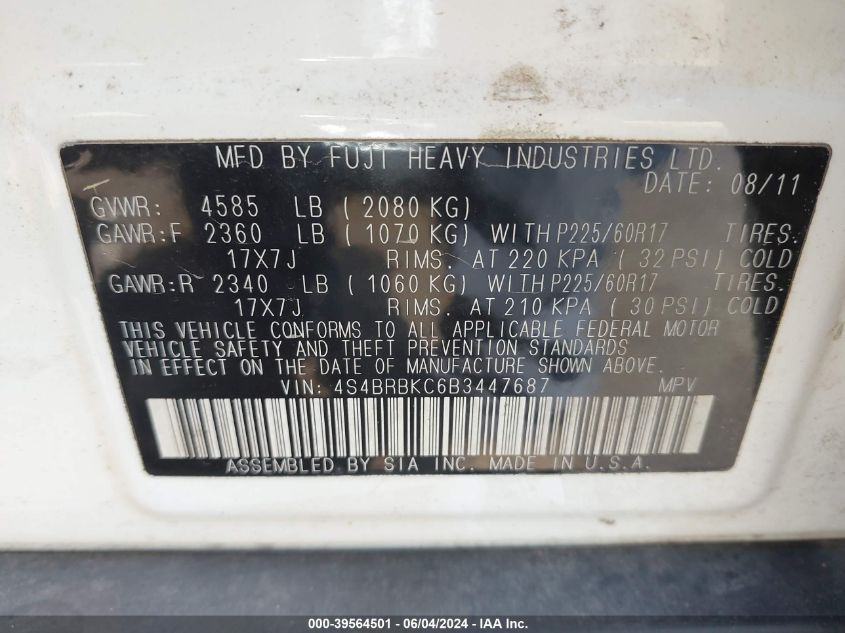 MFD BY FUJI HEAVY INDUSTRIES LTD.
DATE: 08/11
GVWR: 4585 LB ( 2080 KG)
GAWR:F 2360 LB ( 1070 KG) WITH P225/60R17 TIRES.
17X7J RIMS. AT 220 KPA ( 32 PSI) COLD
GAWR:R 2340 LB ( 1060 KG) WITH P225/60R17 TIRES.
17X7J RIMS. AT 210 KPA ( 30 PSI) COLD
THIS VEHICLE CONFORMS TO ALL APPLICABLE FEDERAL MOTOR
VEHICLE SAFETY AND THEFT PREVENTION STANDARDS
IN EFFECT ON THE DATE OF MANUFACTURE SHOWN ABOVE.
VIN: 4S4BRBKC6B3447687 MPV
ASSEMBLED BY SIA INC. MADE IN U.S.A.
000-39564501 - 06/04/2024 - IAA Inc.